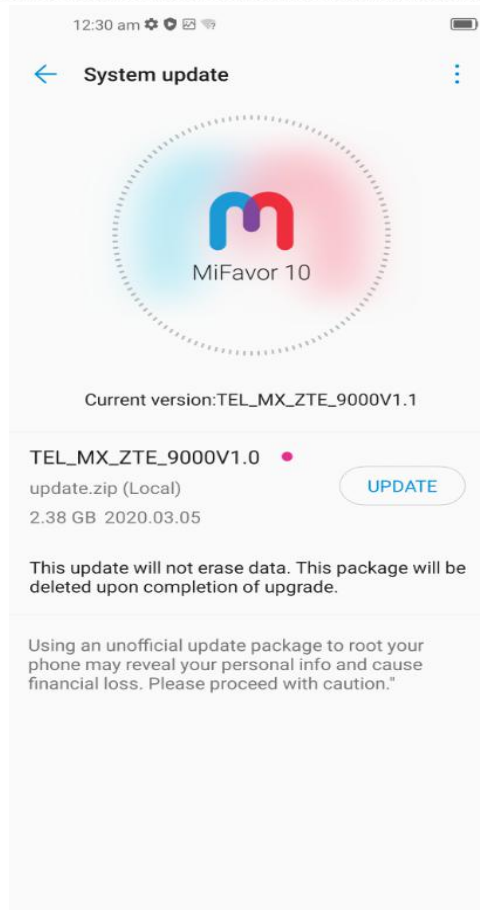 12:30 am
System update
MiFavor 10
Current version:TEL_MX_ZTE_9000V1.1
TEL_MX_ZTE_9000V1.0
update.zip (Local)
UPDATE
2.38 GB 2020.03.05
This update will not erase data. This package will be
deleted upon completion of upgrade.
Using an unofficial update package to root your
phone may reveal your personal info and cause
financial loss. Please proceed with caution."